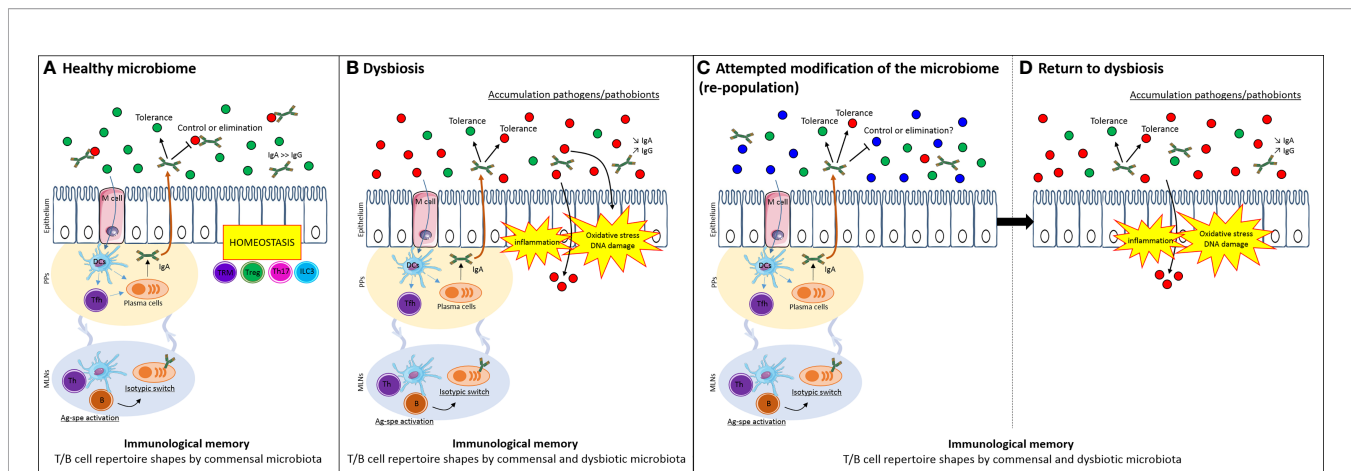 A Healthy microbiome
Tolerance
Control or elimination
IgA >> IgG
M cell
Epithelium
HOMEOSTASIS
TRM
Treg
Th17
ILC3
DCs
IgA
PPs
Tfh
Plasma cells
MLNs
Th
Isotypic switch
B
Ag-spe activation
Immunological memory
T/B cell repertoire shapes by commensal microbiota
B Dysbiosis
Accumulation pathogens/pathobionts
Tolerance
Tolerance
↘ IgA
↗ IgG
M cell
Epithelium
inflammation
Oxidative stress
DNA damage
DCs
IgA
PPs
Tfh
Plasma cells
MLNs
Th
Isotypic switch
B
Ag-spe activation
Immunological memory
T/B cell repertoire shapes by commensal and dysbiotic microbiota
C Attempted modification of the microbiome
(re-population)
Tolerance
Tolerance
Control or elimination?
M cell
Epithelium
DCs
IgA
PPs
Tfh
Plasma cells
MLNs
Th
Isotypic switch
B
Ag-spe activation
D Return to dysbiosis
Accumulation pathogens/pathobionts
Tolerance
Tolerance
↘ IgA
↗ IgG
Epithelium
inflammation
Oxidative stress
DNA damage
Immunological memory
T/B cell repertoire shapes by commensal and dysbiotic microbiota